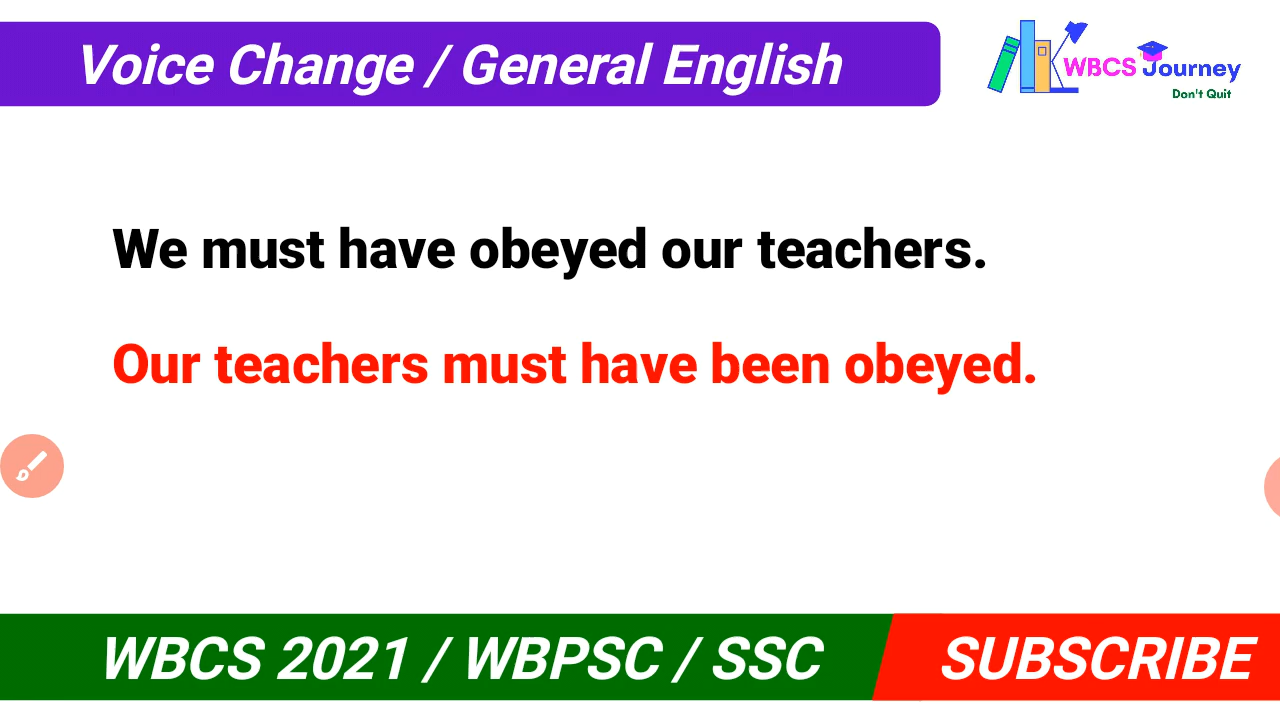 Voice Change / General English
WBCS Journey
Don't Quit
We must have obeyed our teachers.
Our teachers must have been obeyed.
WBCS 2021 / WBPSC / SSC
SUBSCRIBE